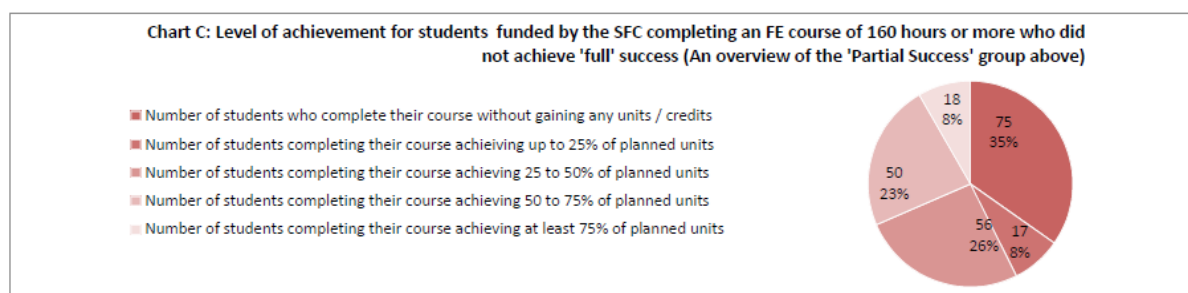 Chart C: Level of achievement for students  funded by the SFC completing an FE course of 160 hours or more who did
not achieve 'full' success (An overview of the 'Partial Success' group above)
Number of students who complete their course without gaining any units / credits
Number of students completing their course achieiving up to 25% of planned units
Number of students completing their course achieving 25 to 50% of planned units
Number of students completing their course achieving 50 to 75% of planned units
Number of students completing their course achieving at least 75% of planned units
18
8%
75
35%
50
23%
56
26%
17
8%